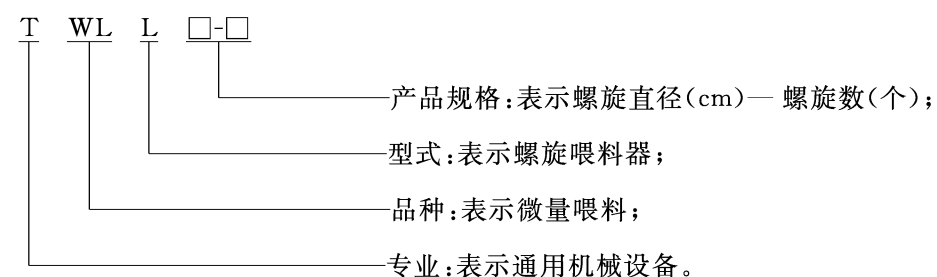 T WL L □-□
产品规格:表示螺旋直径(cm)— 螺旋数(个);
型式:表示螺旋喂料器;
品种:表示微量喂料;
专业:表示通用机械设备。